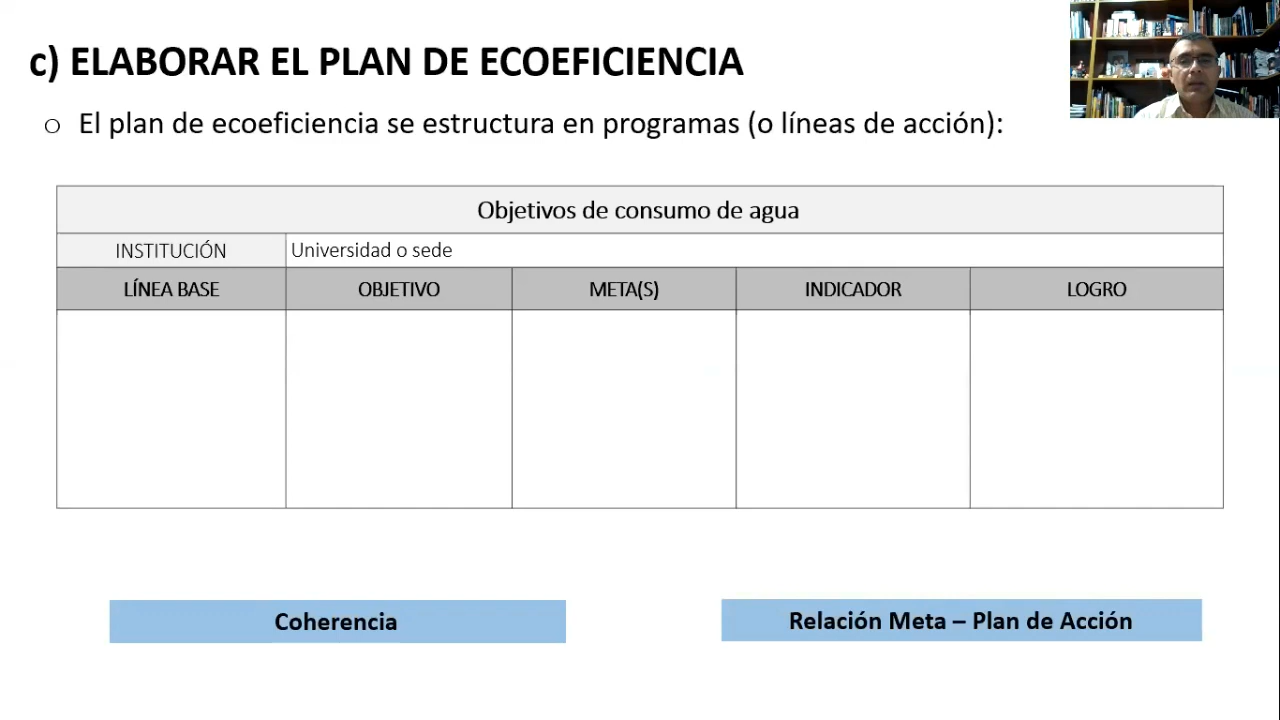 c) ELABORAR EL PLAN DE ECOEFICIENCIA
o El plan de ecoeficiencia se estructura en programas (o líneas de acción):
Objetivos de consumo de agua
INSTITUCIÓN Universidad o sede
LÍNEA BASE OBJETIVO META(S) INDICADOR LOGRO
Coherencia Relación Meta – Plan de Acción